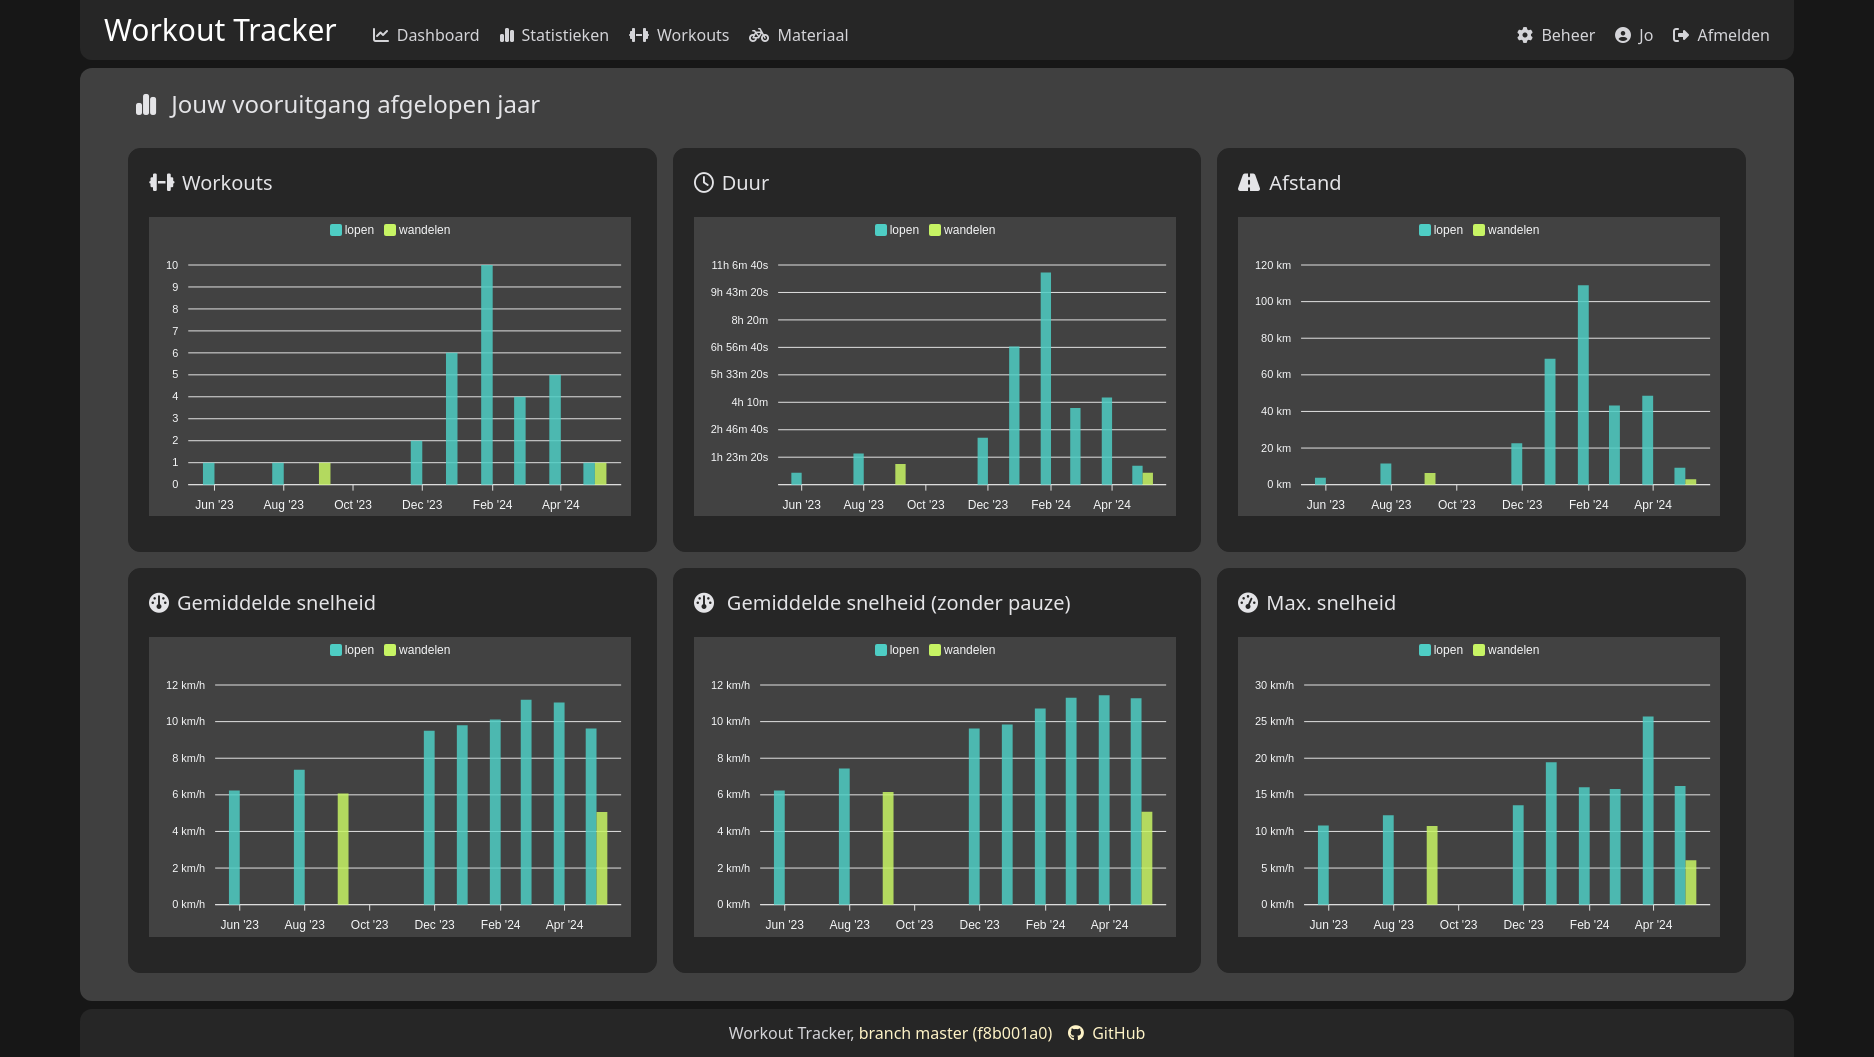 Workout Tracker Dashboard Statistieken Workouts Materiaal Beheer Jo Afmelden
Jouw vooruitgang afgelopen jaar
Workouts
lopen wandelen
10
9
8
7
6
5
4
3
2
1
0
Jun '23 Aug '23 Oct '23 Dec '23 Feb '24 Apr '24
Duur
lopen wandelen
11h 6m 40s
9h 43m 20s
8h 20m
6h 56m 40s
5h 33m 20s
4h 10m
2h 46m 40s
1h 23m 20s
Jun '23 Aug '23 Oct '23 Dec '23 Feb '24 Apr '24
Afstand
lopen wandelen
120 km
100 km
80 km
60 km
40 km
20 km
0 km
Jun '23 Aug '23 Oct '23 Dec '23 Feb '24 Apr '24
Gemiddelde snelheid
lopen wandelen
12 km/h
10 km/h
8 km/h
6 km/h
4 km/h
2 km/h
0 km/h
Jun '23 Aug '23 Oct '23 Dec '23 Feb '24 Apr '24
Gemiddelde snelheid (zonder pauze)
lopen wandelen
12 km/h
10 km/h
8 km/h
6 km/h
4 km/h
2 km/h
0 km/h
Jun '23 Aug '23 Oct '23 Dec '23 Feb '24 Apr '24
Max. snelheid
lopen wandelen
30 km/h
25 km/h
20 km/h
15 km/h
10 km/h
5 km/h
0 km/h
Jun '23 Aug '23 Oct '23 Dec '23 Feb '24 Apr '24
Workout Tracker, branch master (f8b001a0) GitHub